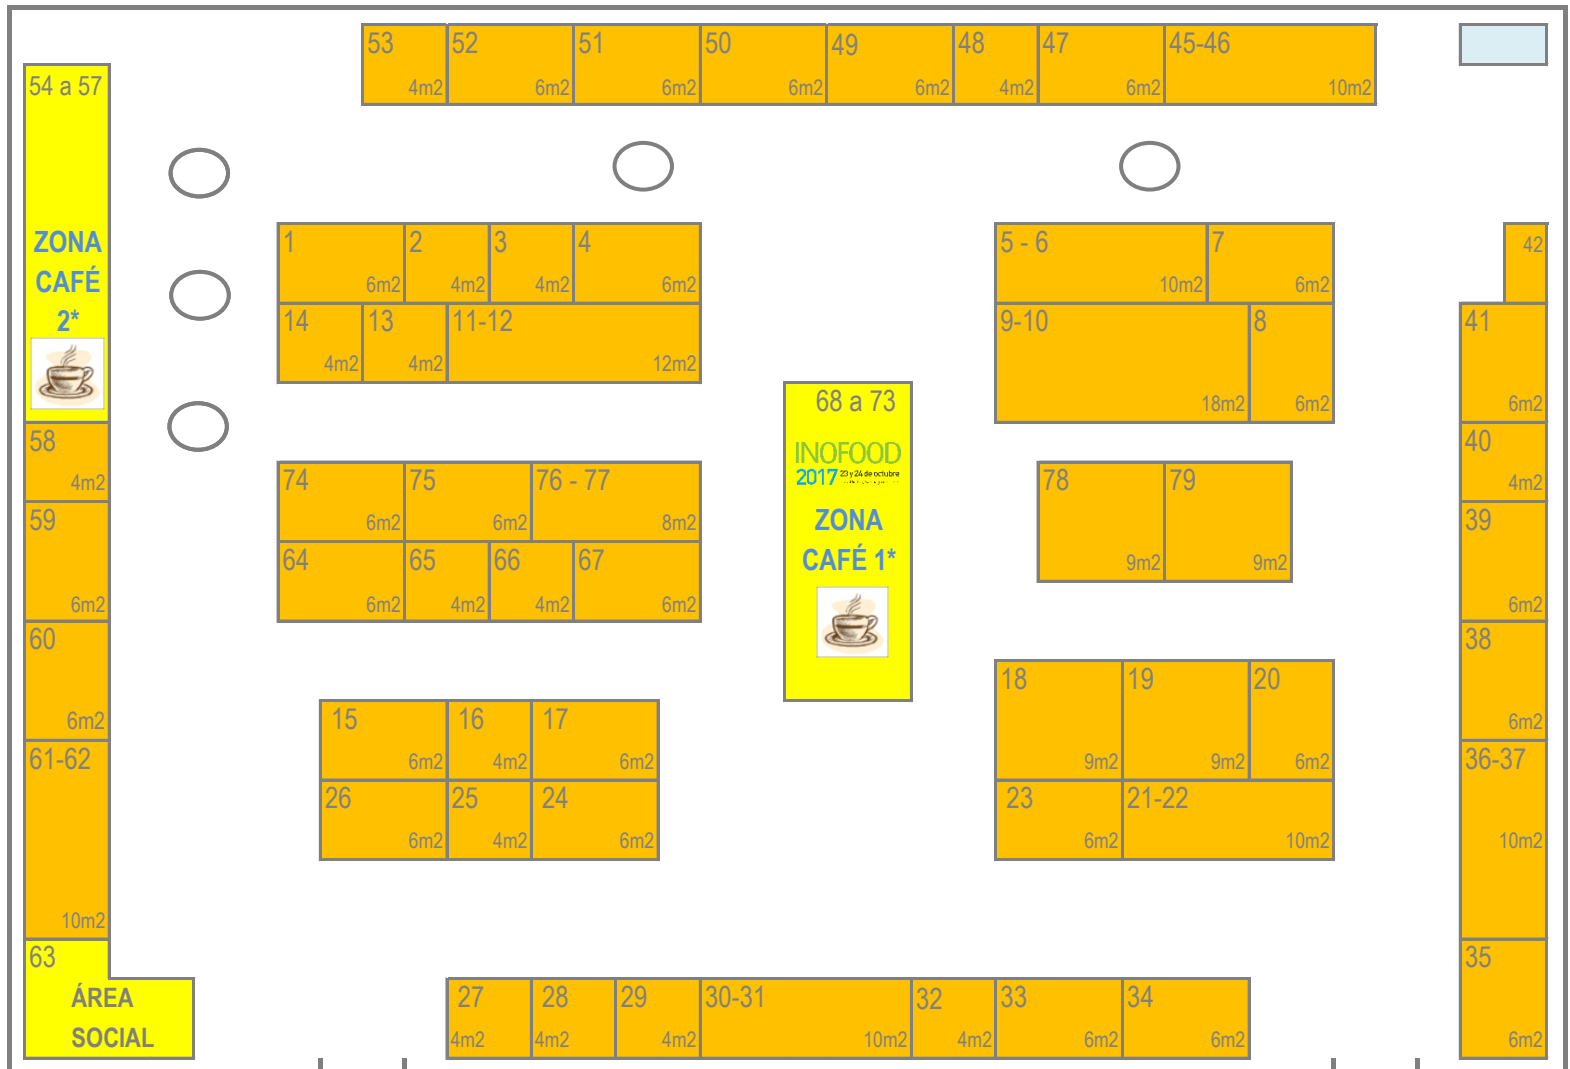 53
4m2
52
6m2
51
6m2
50
6m2
49
6m2
48
4m2
47
6m2
45-46
10m2
54 a 57
ZONA
CAFÉ
2*
1
6m2
2
4m2
3
4m2
4
6m2
14
4m2
13
4m2
11-12
12m2
5 - 6
10m2
7
6m2
9-10
18m2
8
6m2
42
41
6m2
40
4m2
39
6m2
38
6m2
36-37
10m2
35
6m2
58
4m2
59
6m2
60
6m2
61-62
10m2
63
ÁREA
SOCIAL
74
6m2
75
6m2
76 - 77
8m2
64
6m2
65
4m2
66
4m2
67
6m2
68 a 73
INOFOOD
2017 23 y 24 de octubre
ZONA
CAFÉ 1*
78
9m2
79
9m2
15
6m2
16
4m2
17
6m2
26
6m2
25
4m2
24
6m2
18
9m2
19
9m2
20
6m2
23
6m2
21-22
10m2
27
4m2
28
4m2
29
4m2
30-31
10m2
32
4m2
33
6m2
34
6m2